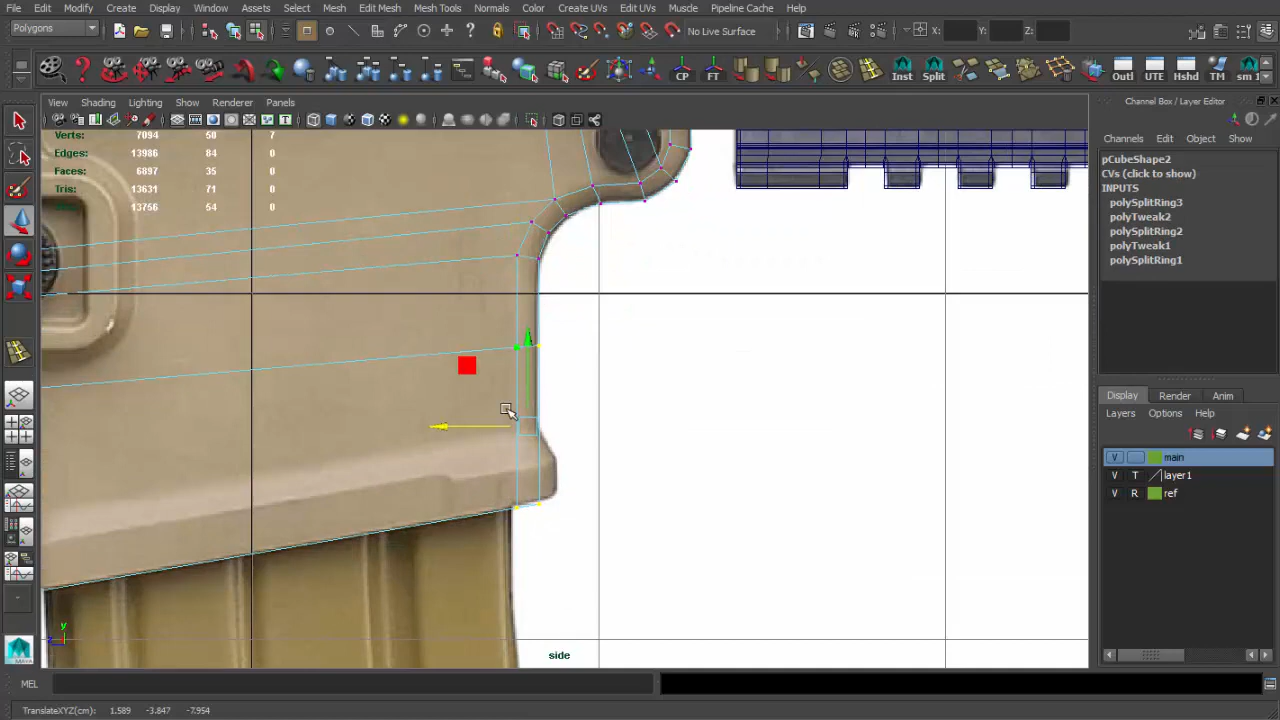 File Edit Modify Create Display Window Assets Select Mesh Edit Mesh Mesh Tools Normals Color Create UVs Edit UVs Muscle Pipeline Cache Help
Polygons No Live Surface X: Y: Z:
CP FT Inst Split Outl UTE Hshd TM sm 1
View Shading Lighting Show Renderer Panels
Channel Box / Layer Editor
Channels Edit Object Show
Verts: 7094 50 7
Edges: 13986 84 0
Faces: 6897 35 0
Tris: 13631 71 0
13756 54 0
pCubeShape2
CVs (click to show)
INPUTS
polySplitRing3
polyTweak2
polySplitRing2
polyTweak1
polySplitRing1
Display Render Anim
Layers Options Help
V main
V T layer1
V R ref
y
z
side
MAYA
MEL
TranslateXYZ(cm): 1.589 -3.847 -7.954